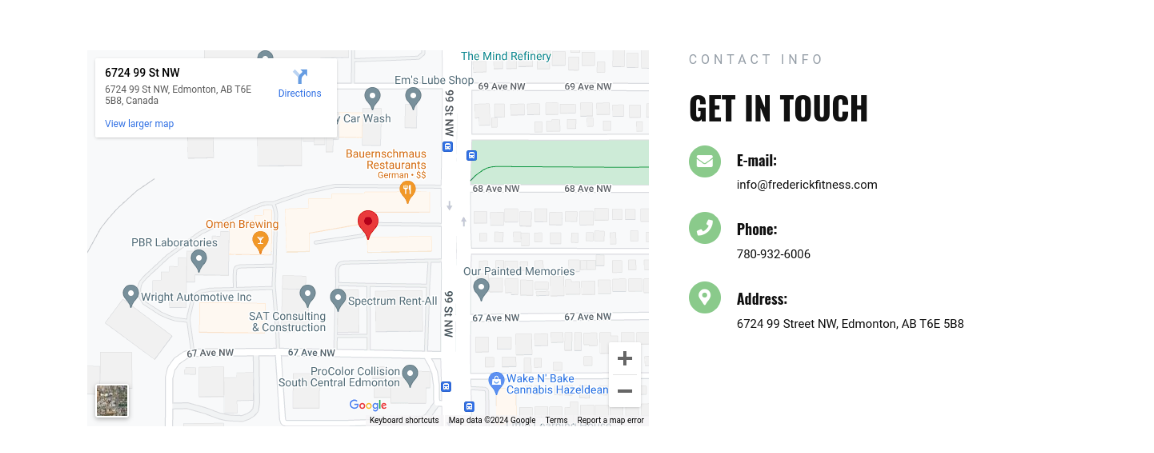 The Mind Refinery
6724 99 St NW
6724 99 St NW, Edmonton, AB T6E
5B8, Canada
Directions
View larger map
Em's Lube Shop
69 Ave NW
69 Ave NW
99 St NW
y Car Wash
Bauernschmaus
Restaurants
German • $$
68 Ave NW
68 Ave NW
Omen Brewing
PBR Laboratories
Our Painted Memories
Wright Automotive Inc
Spectrum Rent-All
99 St NW
SAT Consulting
& Construction
67 Ave NW
67 Ave NW
67 Ave NW
67 Ave NW
ProColor Collision
South Central Edmonton
Wake N' Bake
Cannabis Hazeldean
Google
Keyboard shortcuts
Map data ©2024 Google
Terms
Report a map error
CONTACT INFO
GET IN TOUCH
E-mail:
info@frederickfitness.com
Phone:
780-932-6006
Address:
6724 99 Street NW, Edmonton, AB T6E 5B8